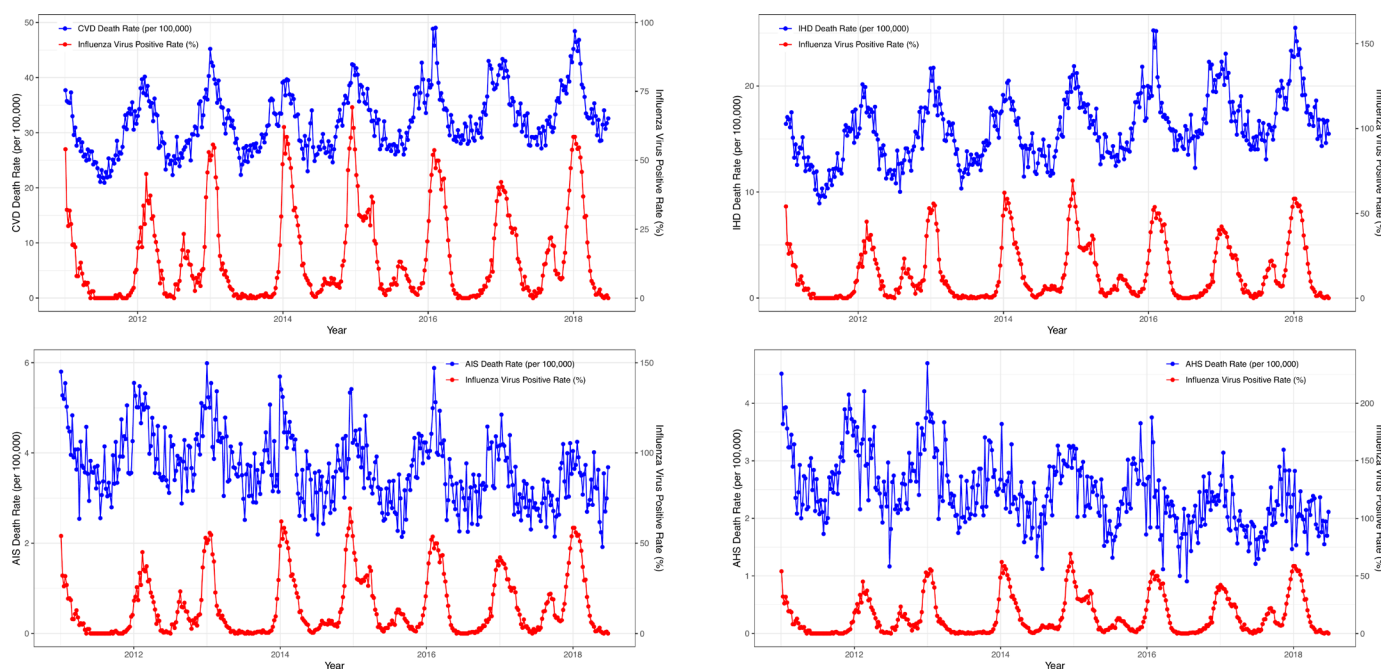 CVD Death Rate (per 100,000)
Influenza Virus Positive Rate (%)
50
40
30
20
10
0
CVD Death Rate (per 100,000)
100
75
50
25
0
Influenza Virus Positive Rate (%)
2012
2014
2016
2018
Year
IHD Death Rate (per 100,000)
Influenza Virus Positive Rate (%)
20
10
0
IHD Death Rate (per 100,000)
150
100
50
0
Influenza Virus Positive Rate (%)
2012
2014
2016
2018
Year
AIS Death Rate (per 100,000)
Influenza Virus Positive Rate (%)
6
4
2
0
AIS Death Rate (per 100,000)
150
100
50
0
Influenza Virus Positive Rate (%)
2012
2014
2016
2018
Year
AHS Death Rate (per 100,000)
Influenza Virus Positive Rate (%)
4
3
2
1
0
AHS Death Rate (per 100,000)
200
150
100
50
0
Influenza Virus Positive Rate (%)
2012
2014
2016
2018
Year